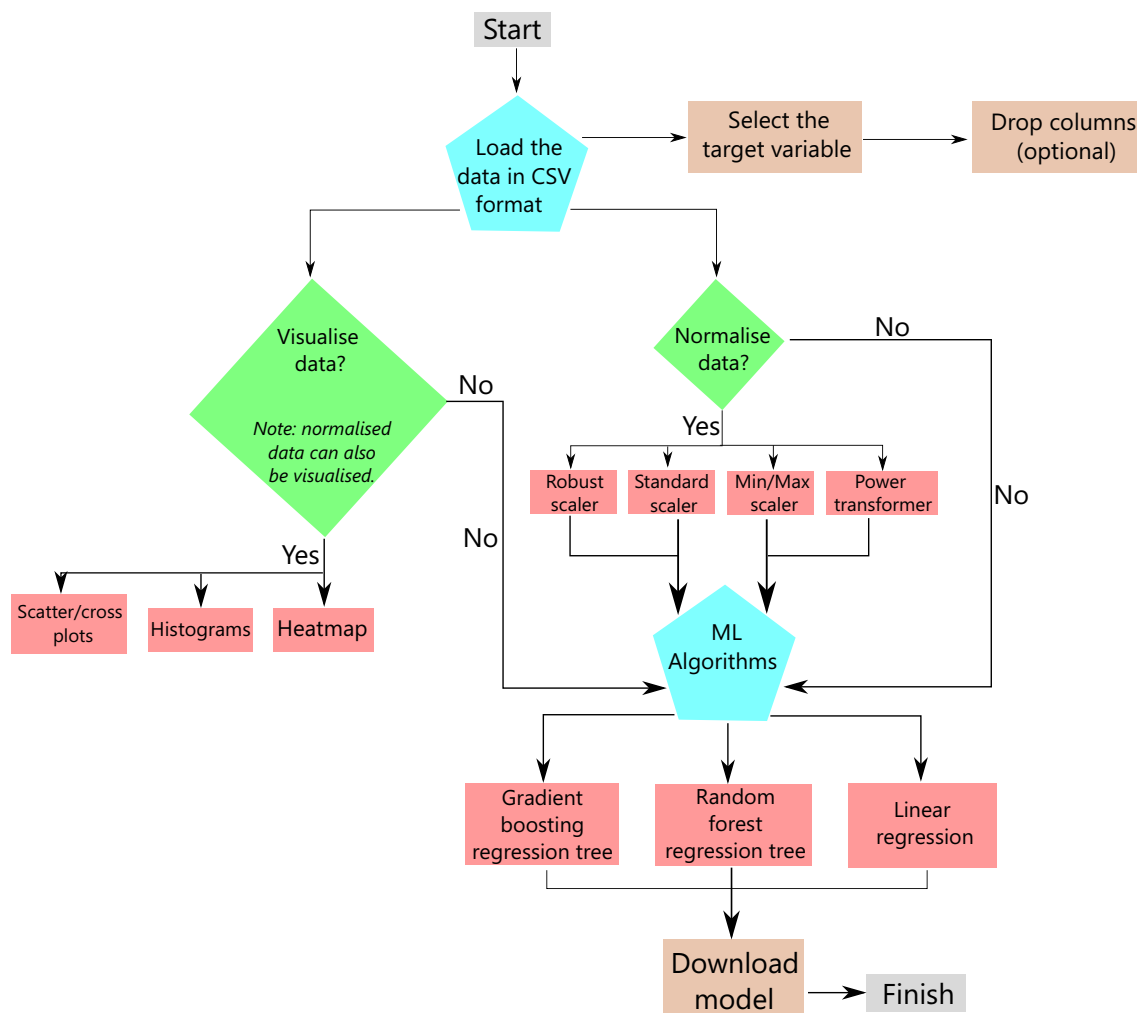 Start
Load the
data in CSV
format
Select the
target variable
Drop columns
(optional)
Visualise
data?
Note: normalised
data can also
be visualised.
No
No
Yes
Scatter/cross
plots
Histograms
Heatmap
Normalise
data?
No
No
Yes
Robust
scaler
Standard
scaler
Min/Max
scaler
Power
transformer
ML
Algorithms
Gradient
boosting
regression tree
Random
forest
regression tree
Linear
regression
Download
model
Finish